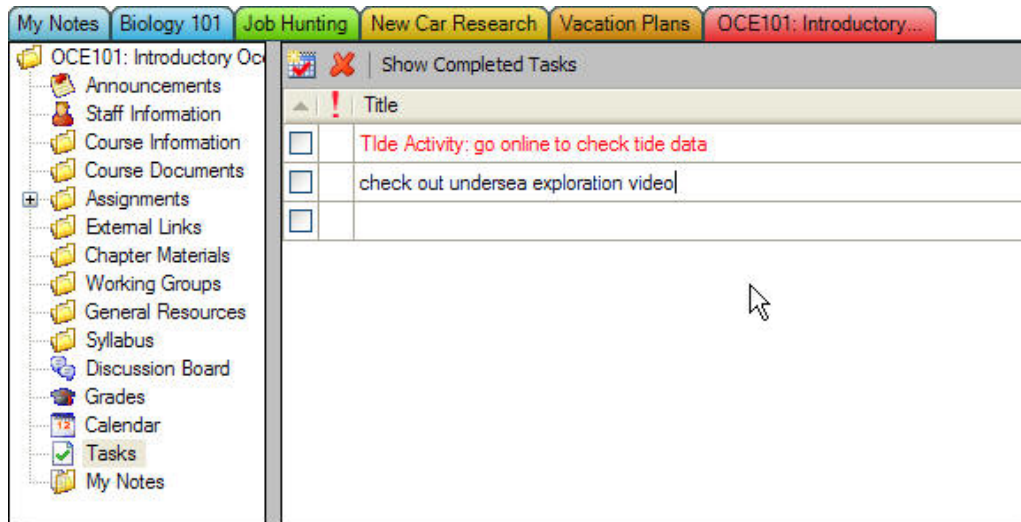 My Notes Biology 101 Job Hunting New Car Research Vacation Plans OCE101: Introductory...
OCE101: Introductory Oc
Announcements
Staff Information
Course Information
Course Documents
Assignments
External Links
Chapter Materials
Working Groups
General Resources
Syllabus
Discussion Board
Grades
12 Calendar
Tasks
My Notes
Show Completed Tasks
! Title
TIde Activity: go online to check tide data
check out undersea exploration video